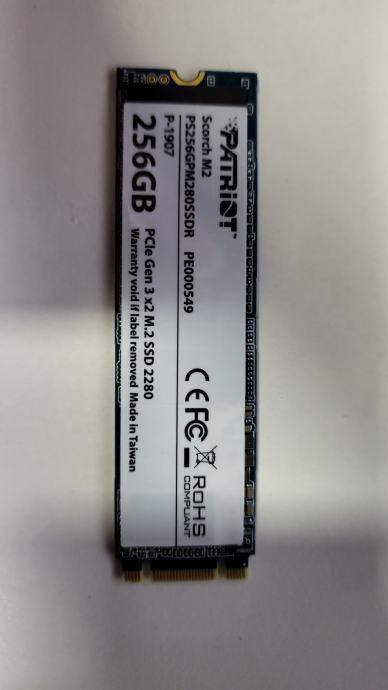 PATRIOT™
Scorch M2
PS256GPM280SSDR PE000549
P-1907
256GB
PCIe Gen 3 x2 M.2 SSD 2280
Warranty void if label removed Made in Taiwan
CE FC RoHS
COMPLIANT